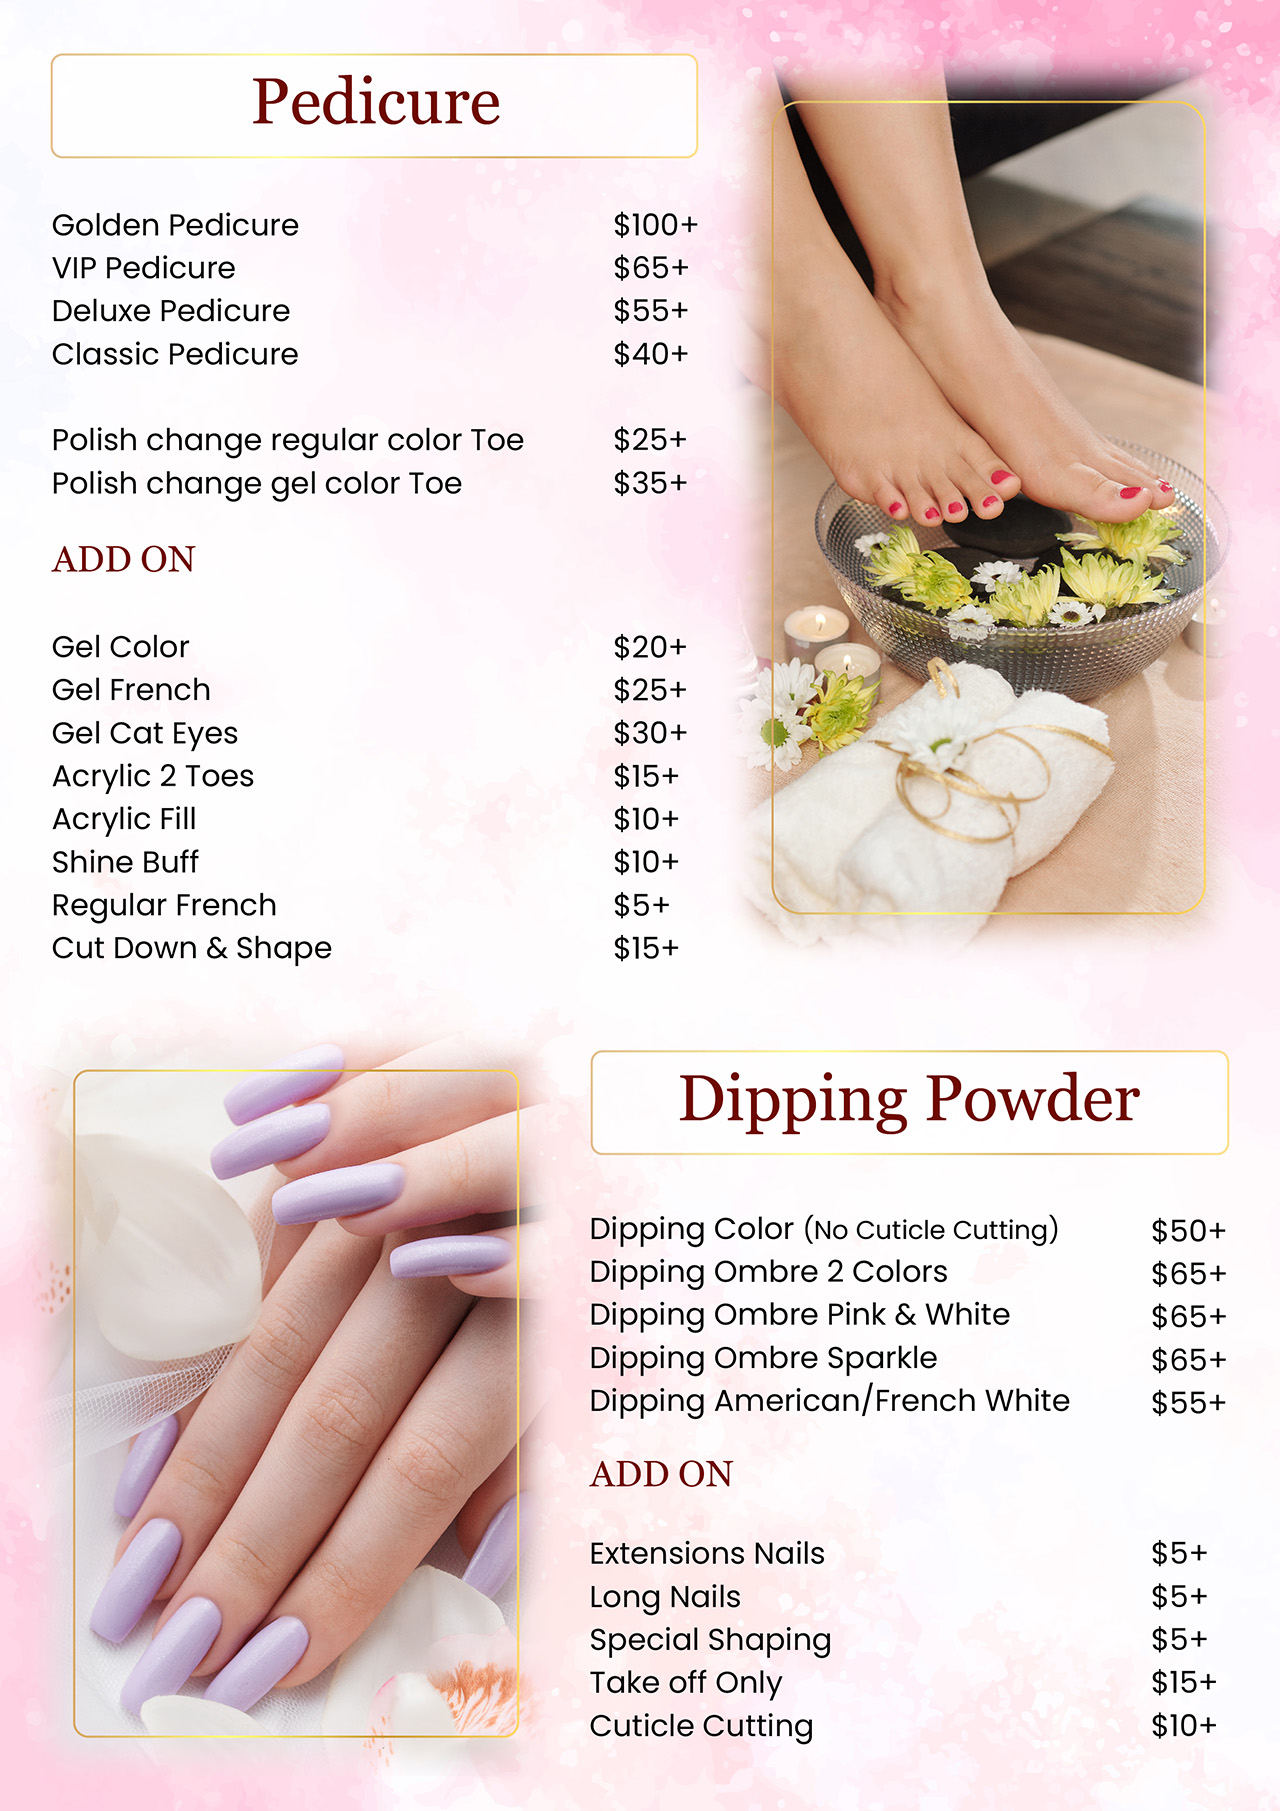 Pedicure
Golden Pedicure $100+
VIP Pedicure $65+
Deluxe Pedicure $55+
Classic Pedicure $40+
Polish change regular color Toe $25+
Polish change gel color Toe $35+
ADD ON
Gel Color $20+
Gel French $25+
Gel Cat Eyes $30+
Acrylic 2 Toes $15+
Acrylic Fill $10+
Shine Buff $10+
Regular French $5+
Cut Down & Shape $15+
Dipping Powder
Dipping Color (No Cuticle Cutting) $50+
Dipping Ombre 2 Colors $65+
Dipping Ombre Pink & White $65+
Dipping Ombre Sparkle $65+
Dipping American/French White $55+
ADD ON
Extensions Nails $5+
Long Nails $5+
Special Shaping $5+
Take off Only $15+
Cuticle Cutting $10+